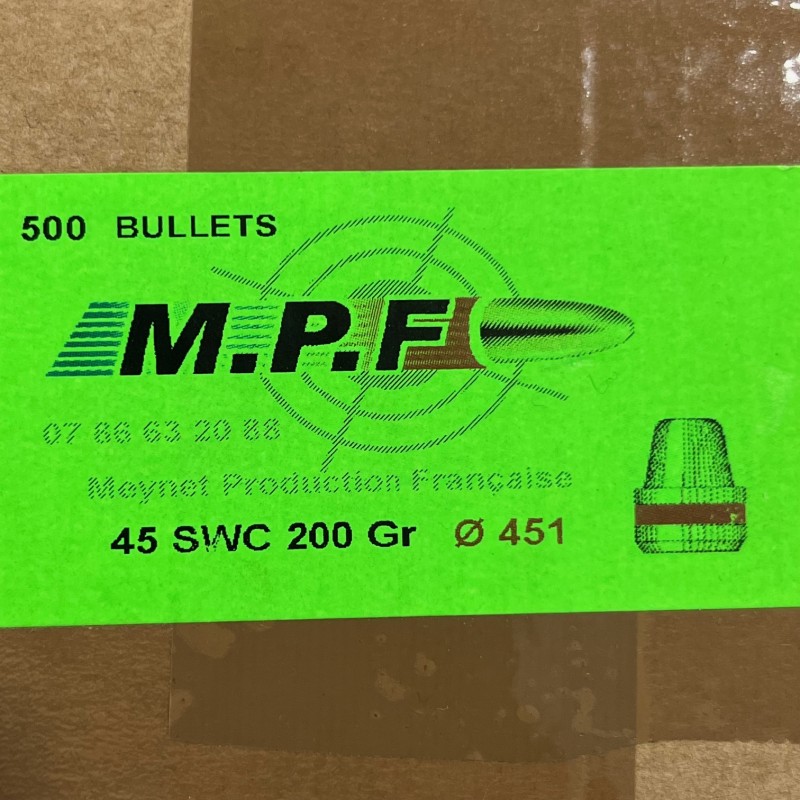 500 BULLETS
M.P.F
07 86 63 20 88
Meynet Production Française
45 SWC 200 Gr Ø 451